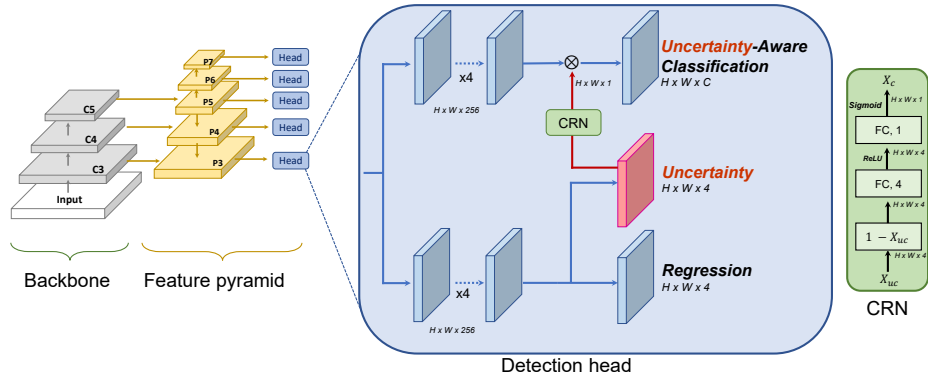 P7
P6
P5
P4
P3
Head
Head
Head
Head
Head
C5
C4
C3
Input
Backbone
Feature pyramid
x4
H x W x 256
H x W x 1
CRN
Uncertainty-Aware
Classification
H x W x C
Uncertainty
H x W x 4
x4
H x W x 256
Regression
H x W x 4
Detection head
X_c
Sigmoid
H x W x 1
FC, 1
ReLU
H x W x 4
FC, 4
H x W x 4
1 − X_uc
H x W x 4
X_uc
CRN